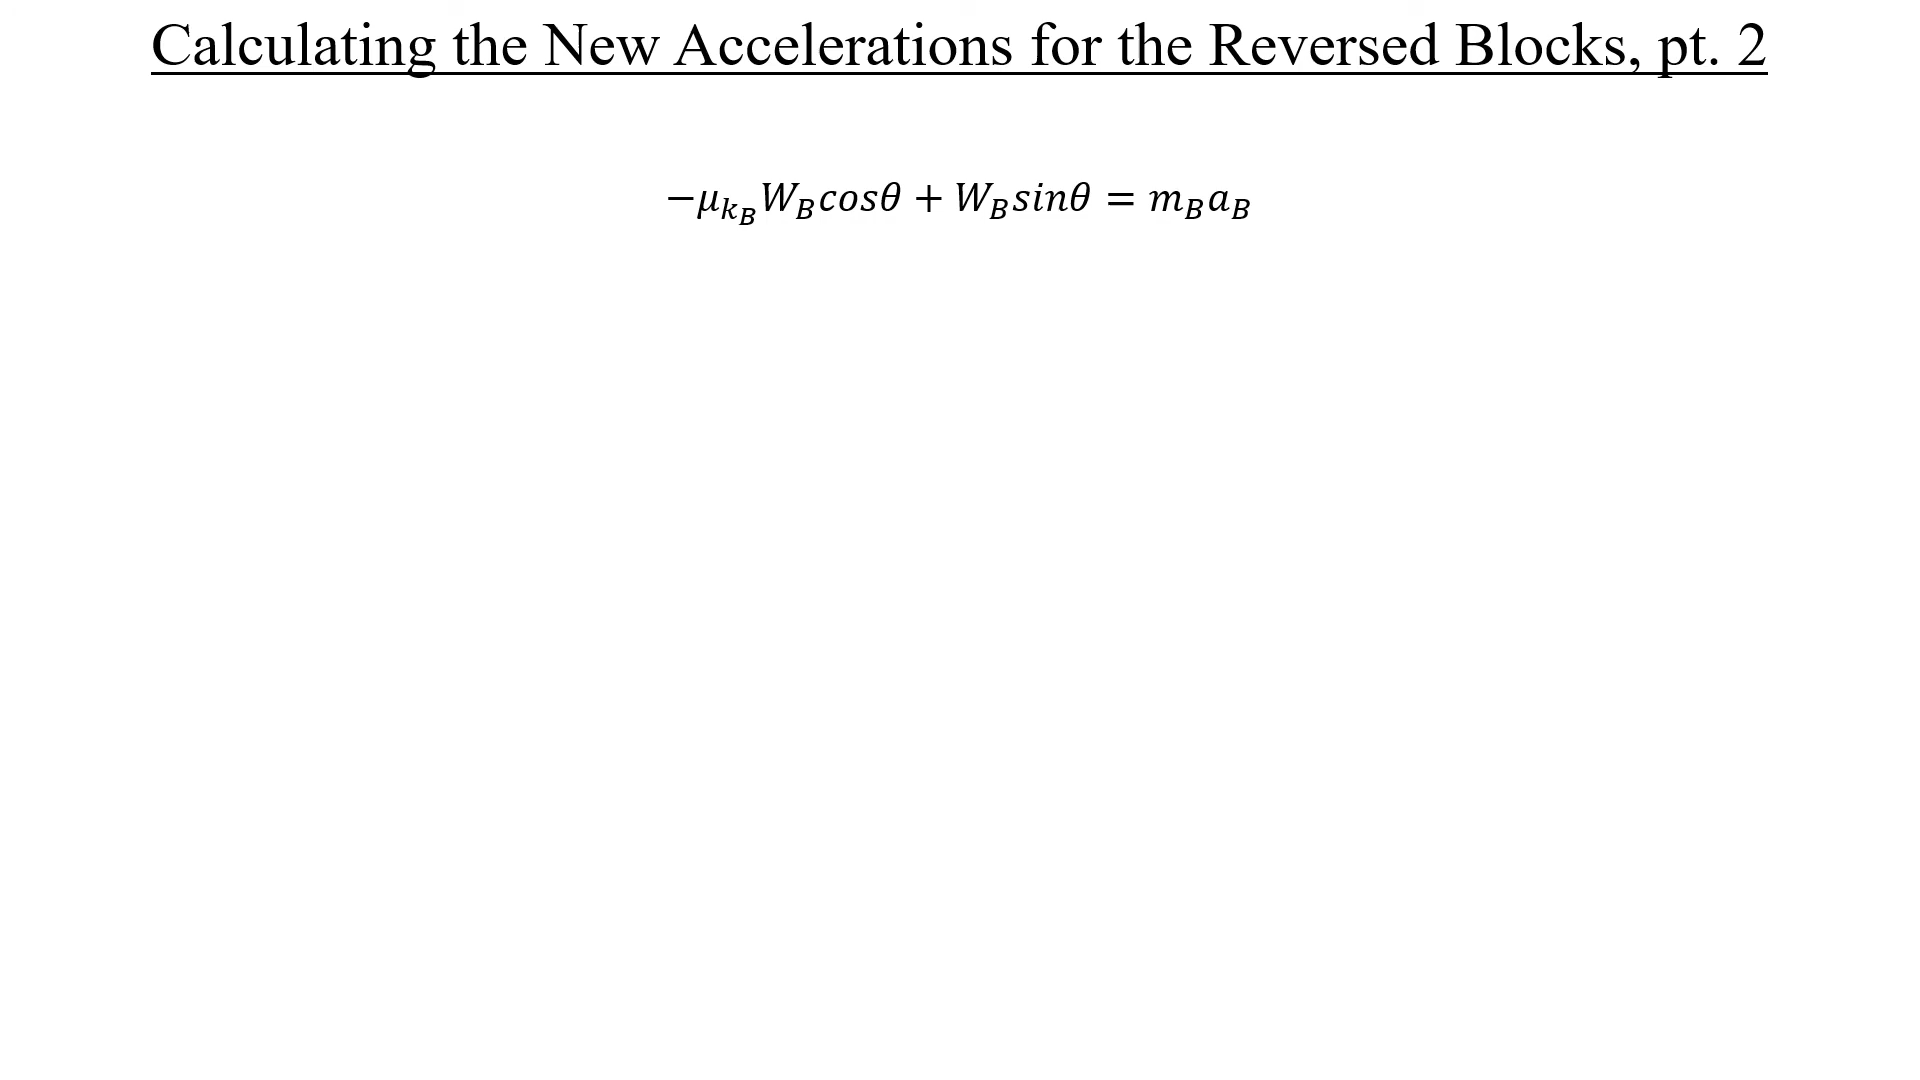 Calculating the New Accelerations for the Reversed Blocks, pt. 2
−μ_{k_B}W_Bcosθ + W_Bsinθ = m_Ba_B